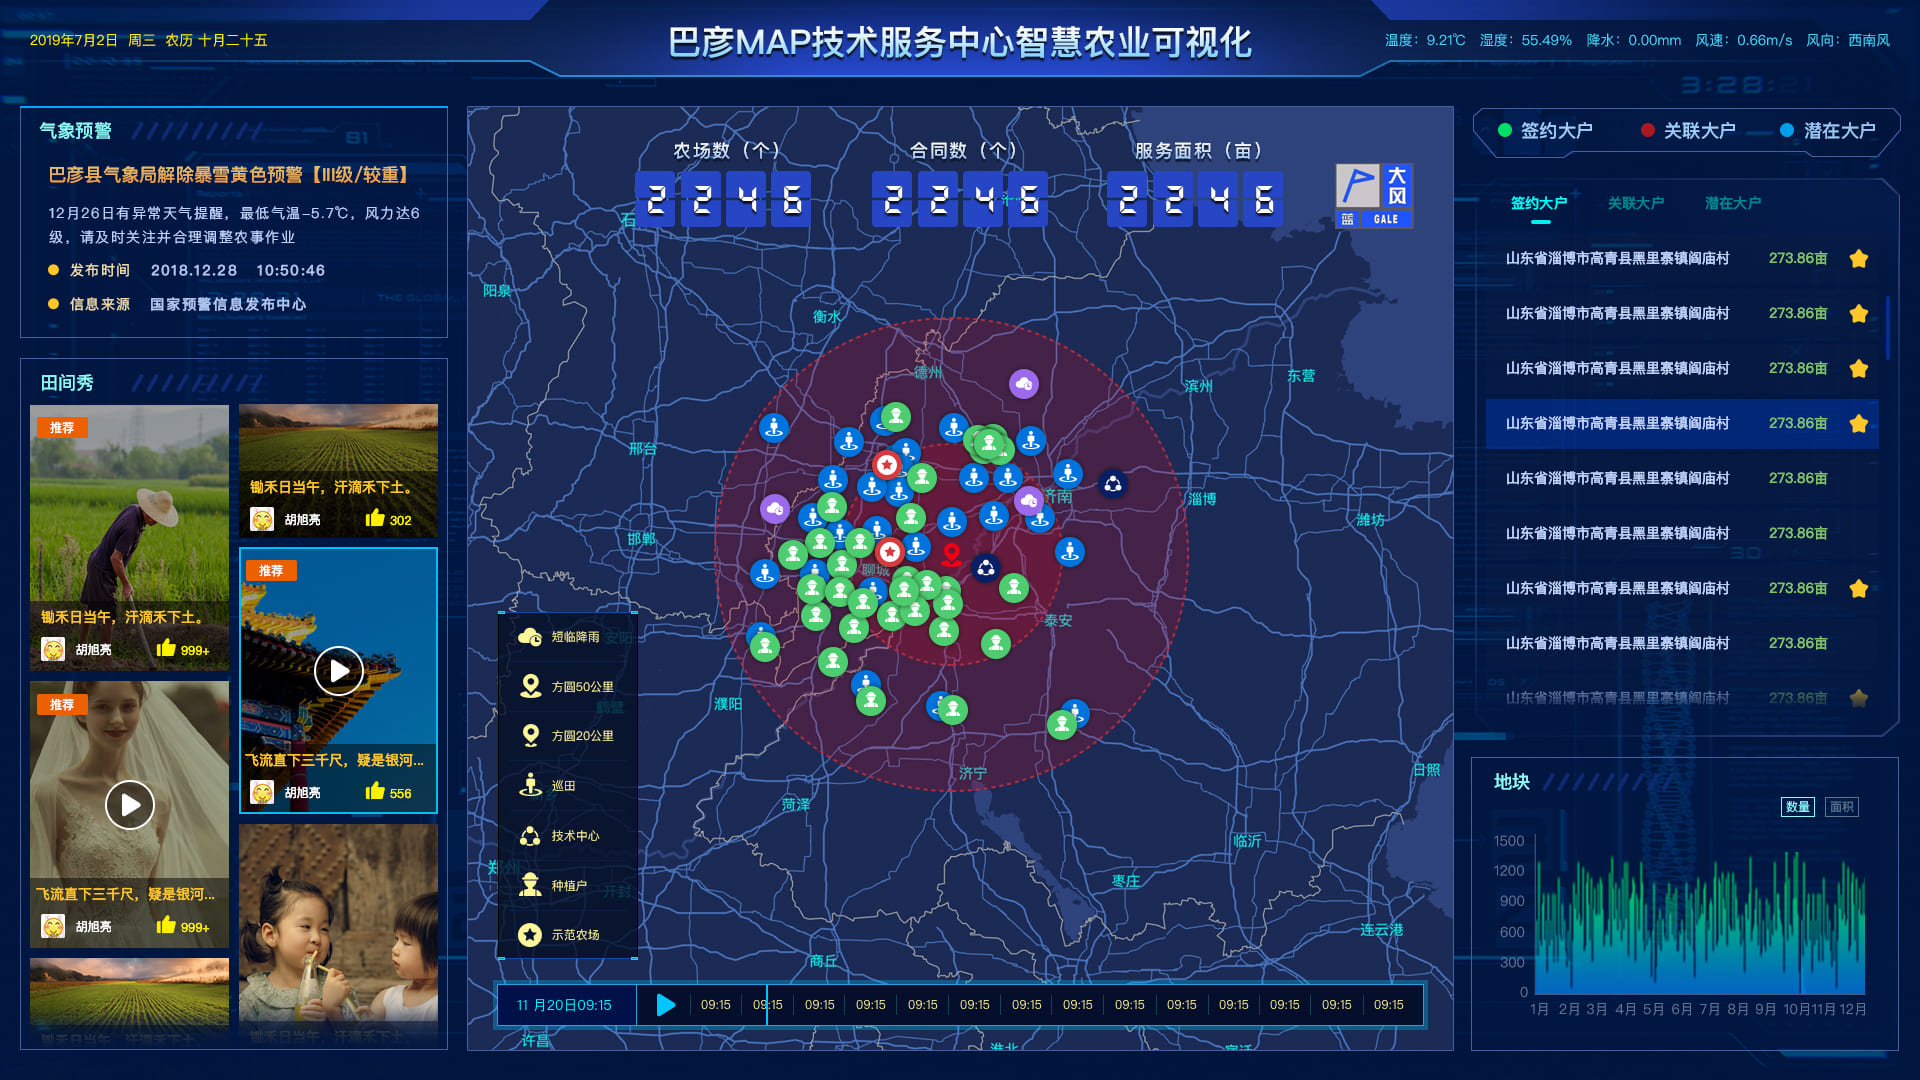 2019年7月2日 周三 农历 十月二十五
巴彦MAP技术服务中心智慧农业可视化
温度：9.21℃ 湿度：55.49% 降水：0.00mm 风速：0.66m/s 风向：西南风
气象预警
巴彦县气象局解除暴雪黄色预警【III级/较重】
12月26日有异常天气提醒，最低气温-5.7℃，风力达6
级，请及时关注并合理调整农事作业
发布时间 2018.12.28 10:50:46
信息来源 国家预警信息发布中心
田间秀
推荐
锄禾日当午，汗滴禾下土。
胡旭亮 999+
锄禾日当午，汗滴禾下土。
胡旭亮 302
推荐
飞流直下三千尺，疑是银河...
胡旭亮 556
推荐
飞流直下三千尺，疑是银河...
胡旭亮 999+
锄禾日当午，汗滴禾下土。
锄禾日当午，汗滴禾下土。
农场数（个）
2246
合同数（个）
2246
服务面积（亩）
2246
大风
蓝 GALE
石
阳泉
衡水
德州
滨州
东营
邢台
济南
淄博
潍坊
邯郸
聊城
泰安
安阳
鹤壁
濮阳
济宁
日照
菏泽
临沂
郑州
开封
枣庄
连云港
商丘
许昌
淮北
宿迁
短临降雨
方圆50公里
方圆20公里
巡田
技术中心
种植户
示范农场
11 月20日09:15
09:15 09:15 09:15 09:15 09:15 09:15 09:15 09:15 09:15 09:15 09:15 09:15 09:15 09:15
签约大户 关联大户 潜在大户
签约大户 关联大户 潜在大户
山东省淄博市高青县黑里寨镇阎庙村 273.86亩
山东省淄博市高青县黑里寨镇阎庙村 273.86亩
山东省淄博市高青县黑里寨镇阎庙村 273.86亩
山东省淄博市高青县黑里寨镇阎庙村 273.86亩
山东省淄博市高青县黑里寨镇阎庙村 273.86亩
山东省淄博市高青县黑里寨镇阎庙村 273.86亩
山东省淄博市高青县黑里寨镇阎庙村 273.86亩
山东省淄博市高青县黑里寨镇阎庙村 273.86亩
山东省淄博市高青县黑里寨镇阎庙村 273.86亩
地块
数量 面积
1500
1200
900
600
300
0
1月 2月 3月 4月 5月 6月 7月 8月 9月 10月 11月 12月